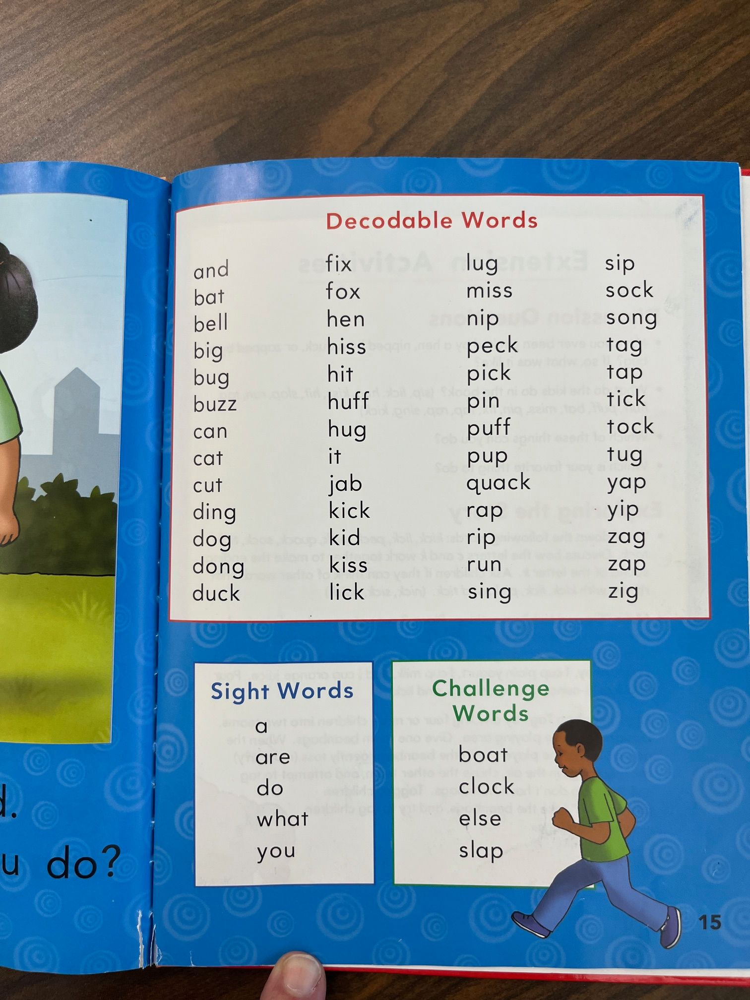 d.
u do?
Decodable Words
and
bat
bell
big
bug
buzz
can
cat
cut
ding
dog
dong
duck
fix
fox
hen
hiss
hit
huff
hug
it
jab
kick
kid
kiss
lick
lug
miss
nip
peck
pick
pin
puff
pup
quack
rap
rip
run
sing
sip
sock
song
tag
tap
tick
tock
tug
yap
yip
zag
zap
zig
Sight Words
a
are
do
what
you
Challenge
Words
boat
clock
else
slap
15